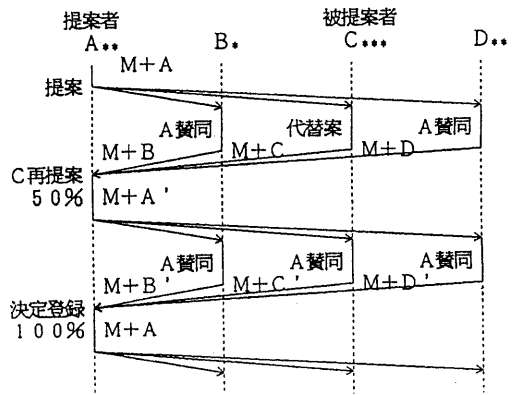 提案者 被提案者
A** B* C*** D**
M+A
提案
A賛同 代替案 A賛同
M+B M+C M+D
C再提案
50% M+A'
A賛同 A賛同 A賛同
M+B' M+C' M+D'
決定登録
100% M+A